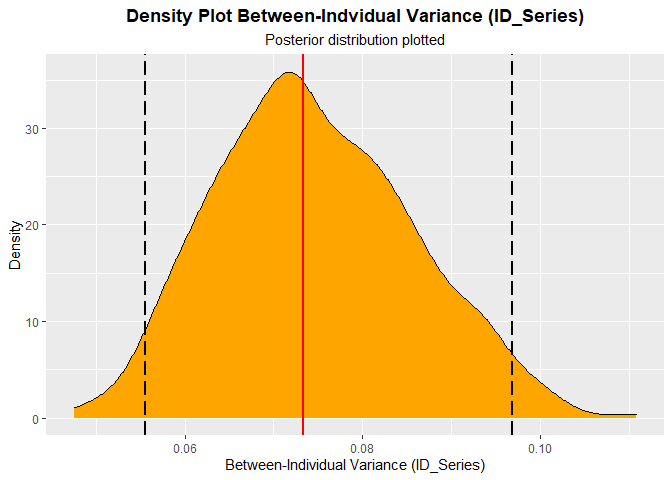 Density Plot Between-Indvidual Variance (ID_Series)
Posterior distribution plotted
Density
30
20
10
0
0.06 0.08 0.10
Between-Individual Variance (ID_Series)